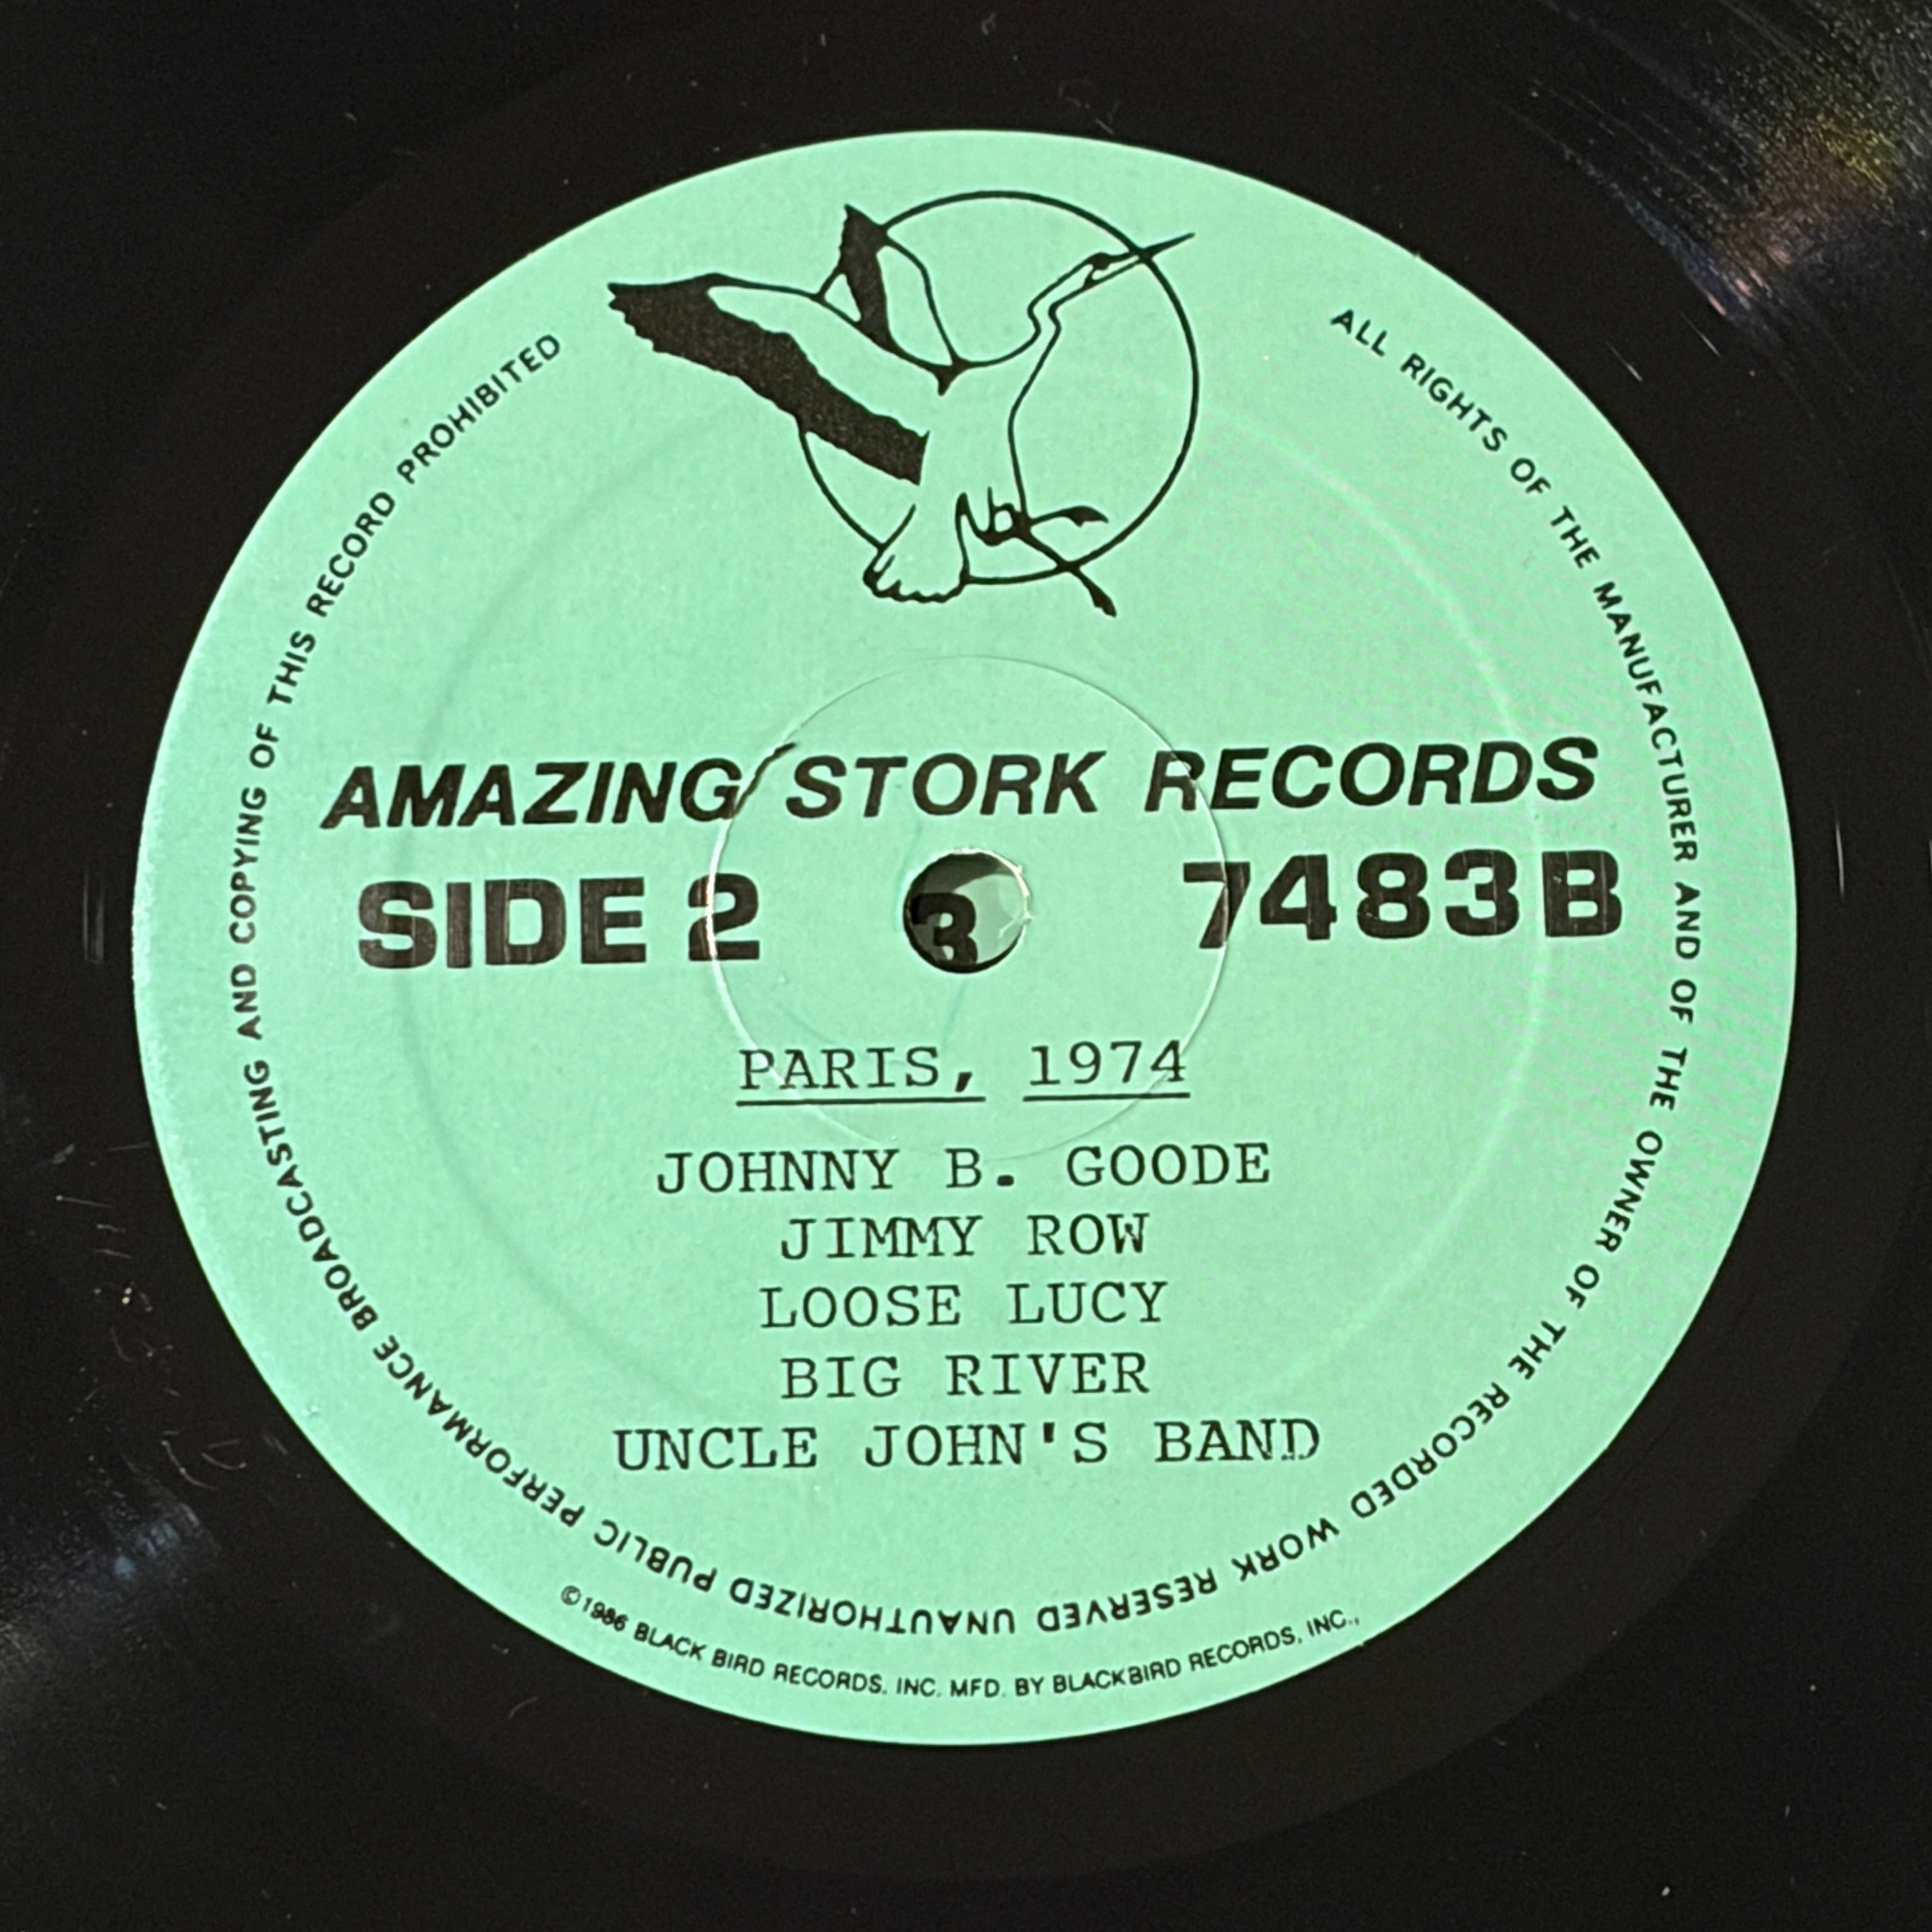 AMAZING STORK RECORDS
SIDE 2
3
7483B
PARIS, 1974
JOHNNY B. GOODE
JIMMY ROW
LOOSE LUCY
BIG RIVER
UNCLE JOHN'S BAND
ALL RIGHTS OF THE MANUFACTURER AND OF THE OWNER OF THE RECORDED WORK RESERVED UNAUTHORIZED PUBLIC PERFORMANCE BROADCASTING AND COPYING OF THIS RECORD PROHIBITED
©1986 BLACK BIRD RECORDS, INC. MFD. BY BLACKBIRD RECORDS, INC.,